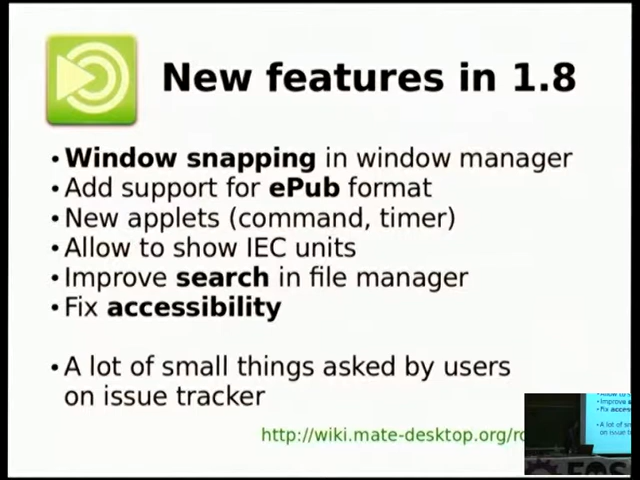 New features in 1.8
• Window snapping in window manager
• Add support for ePub format
• New applets (command, timer)
• Allow to show IEC units
• Improve search in file manager
• Fix accessibility
• A lot of small things asked by users
on issue tracker
http://wiki.mate-desktop.org/